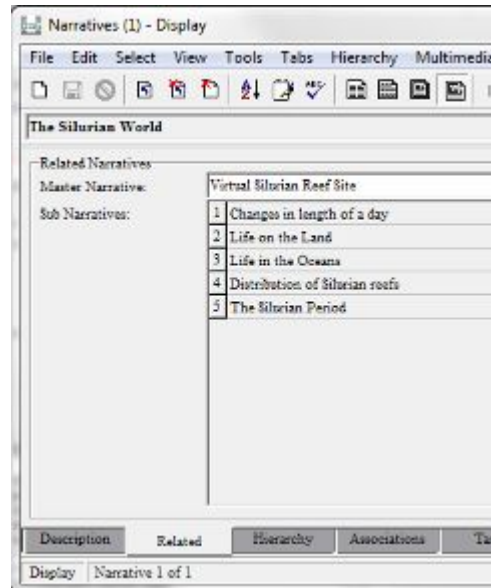 Narratives (1) - Display
File Edit Select View Tools Tabs Hierarchy Multimedia
The Silurian World
Related Narratives
Master Narrative: Virtual Silurian Reef Site
Sub Narratives:
1 Changes in length of a day
2 Life on the Land
3 Life in the Oceans
4 Distribution of Silurian reefs
5 The Silurian Period
Description Related Hierarchy Associations Ta
Display Narrative 1 of 1